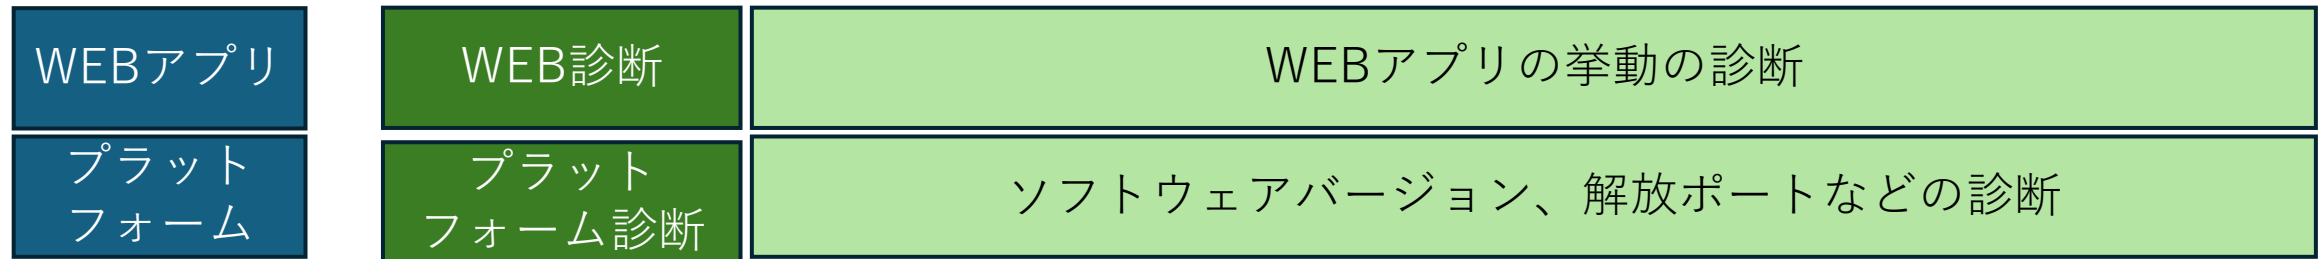 WEBアプリ
WEB診断
WEBアプリの挙動の診断
プラット
フォーム
プラット
フォーム診断
ソフトウェアバージョン、解放ポートなどの診断